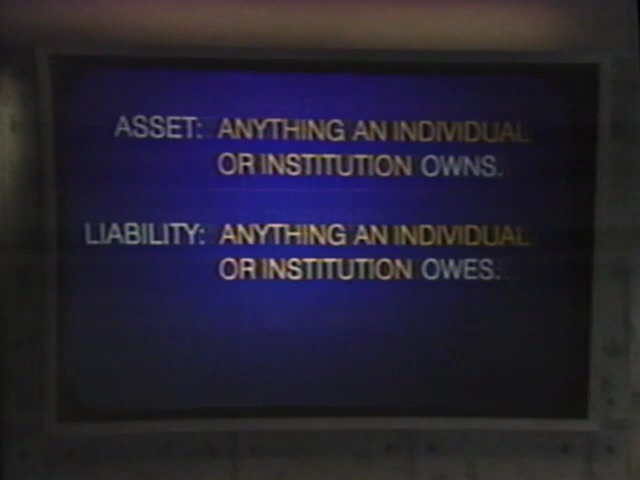 ASSET: ANYTHING AN INDIVIDUAL
OR INSTITUTION OWNS.
LIABILITY: ANYTHING AN INDIVIDUAL
OR INSTITUTION OWES.